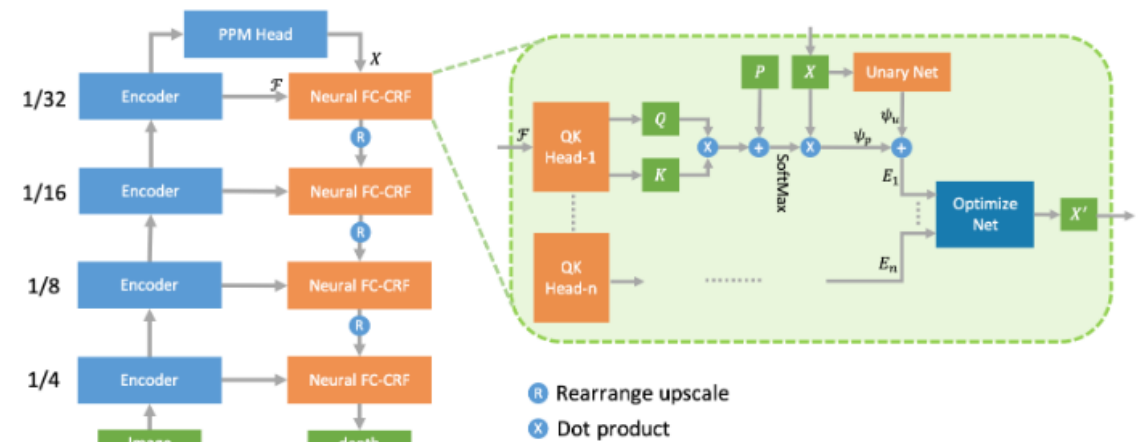 PPM Head
X
1/32
Encoder
ℱ
Neural FC-CRF
R
1/16
Encoder
Neural FC-CRF
R
1/8
Encoder
Neural FC-CRF
R
1/4
Encoder
Neural FC-CRF
Image
depth
ℱ
QK
Head-1
Q
K
X
+
P
X
Unary Net
SoftMax
X
ψp
ψu
+
E1
Optimize
Net
X′
QK
Head-n
En
R Rearrange upscale
X Dot product